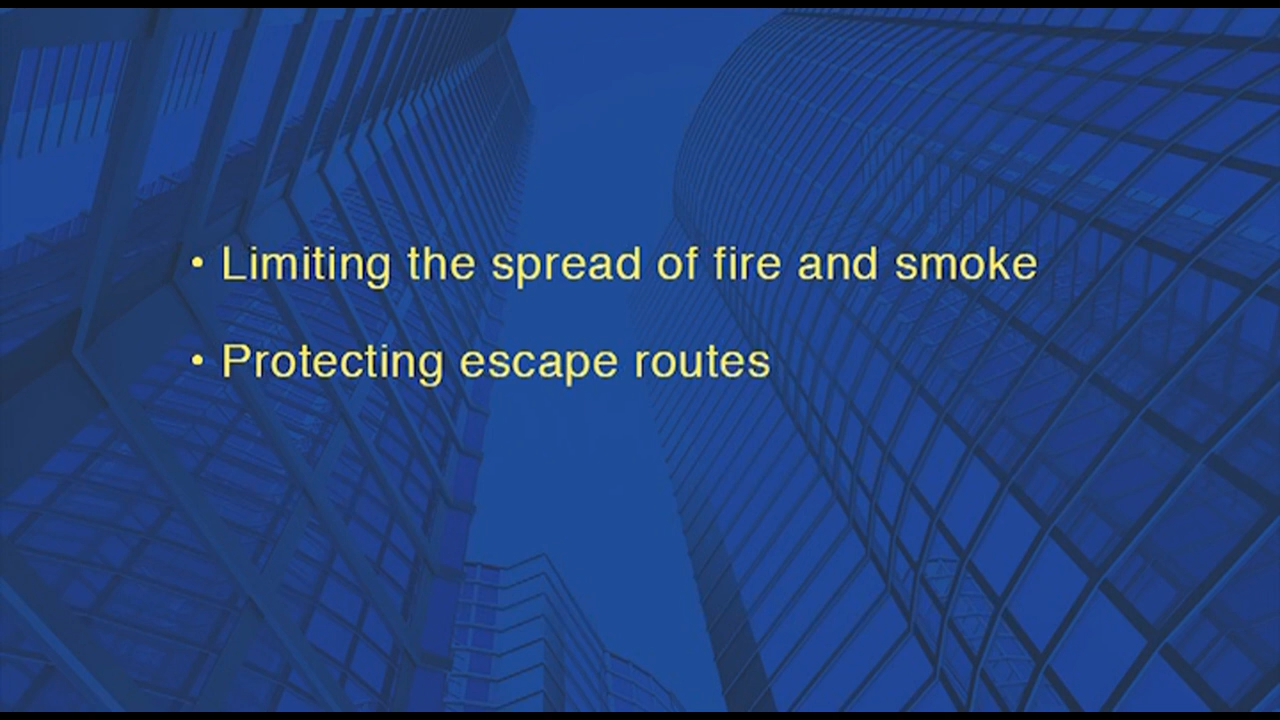 • Limiting the spread of fire and smoke
• Protecting escape routes